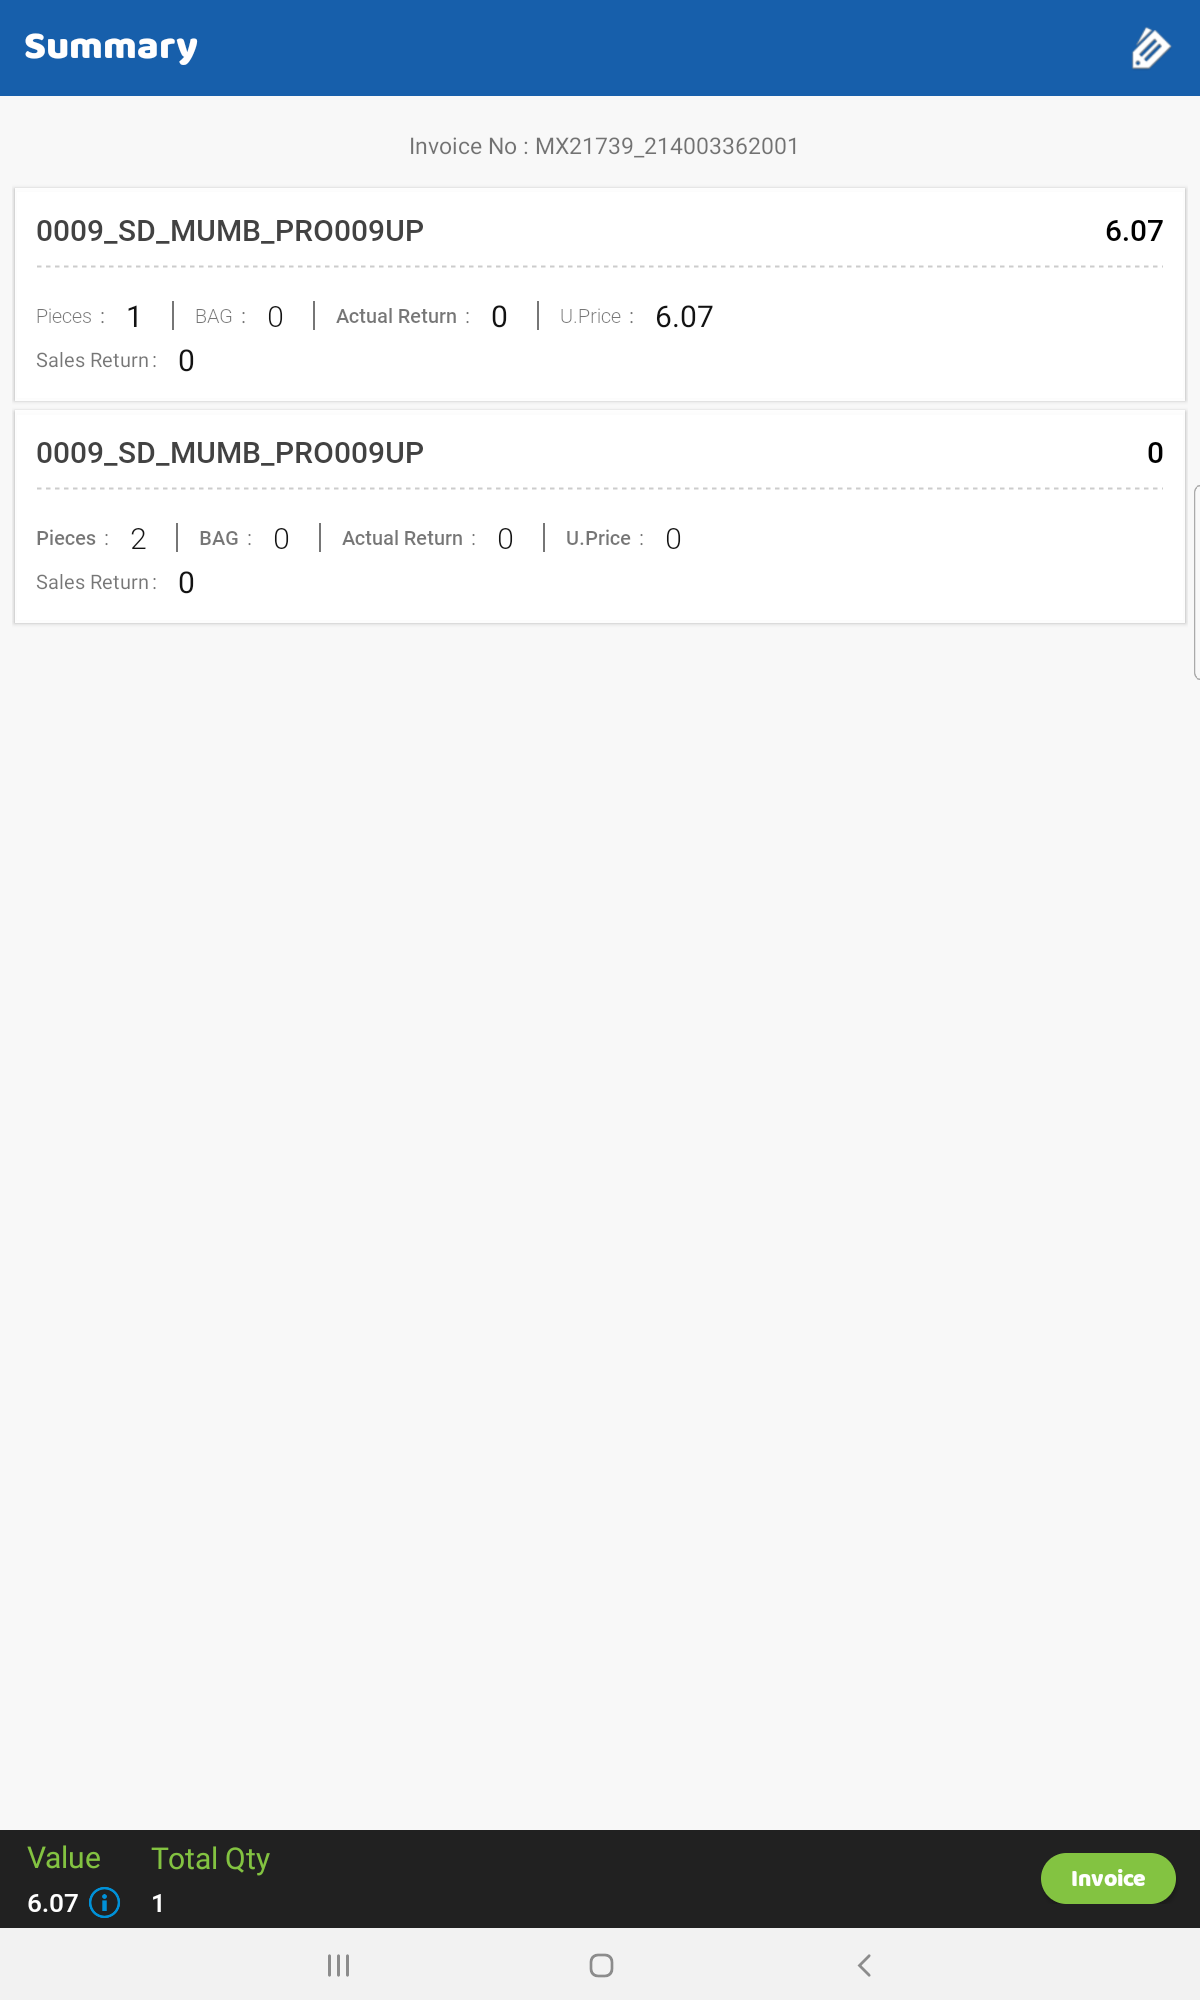 Summary
Invoice No : MX21739_214003362001
0009_SD_MUMB_PRO009UP 6.07
Pieces : 1 BAG : 0 Actual Return : 0 U.Price : 6.07
Sales Return : 0
0009_SD_MUMB_PRO009UP 0
Pieces : 2 BAG : 0 Actual Return : 0 U.Price : 0
Sales Return : 0
Value Total Qty
6.07 1
Invoice